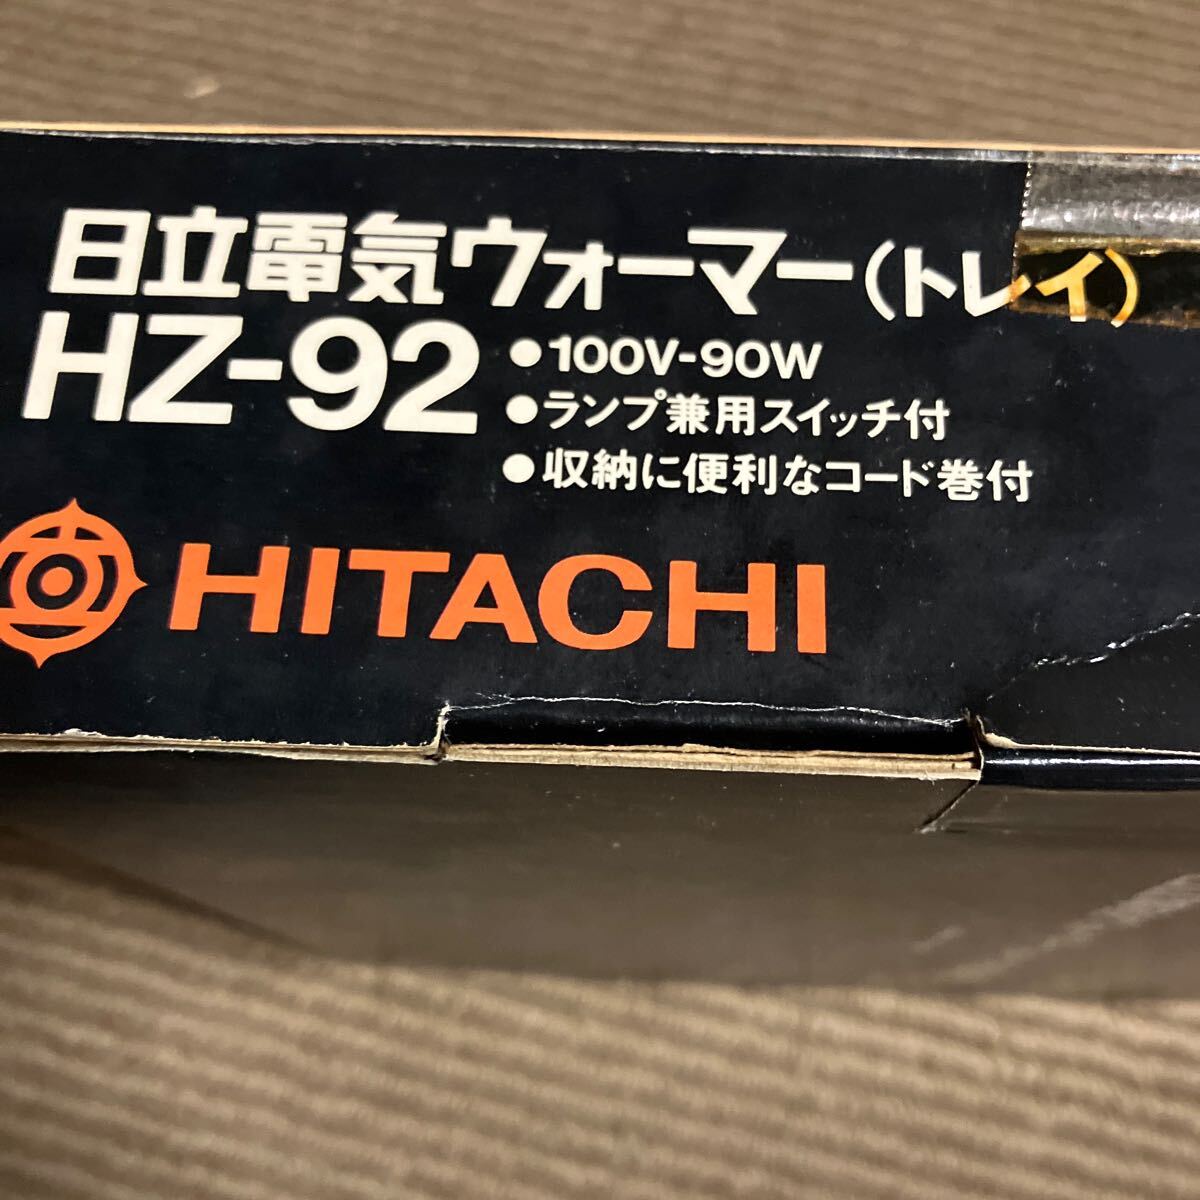 日立電気ウォーマー(トレイ)
HZ-92
●100V-90W
●ランプ兼用スイッチ付
●収納に便利なコード巻付
HITACHI